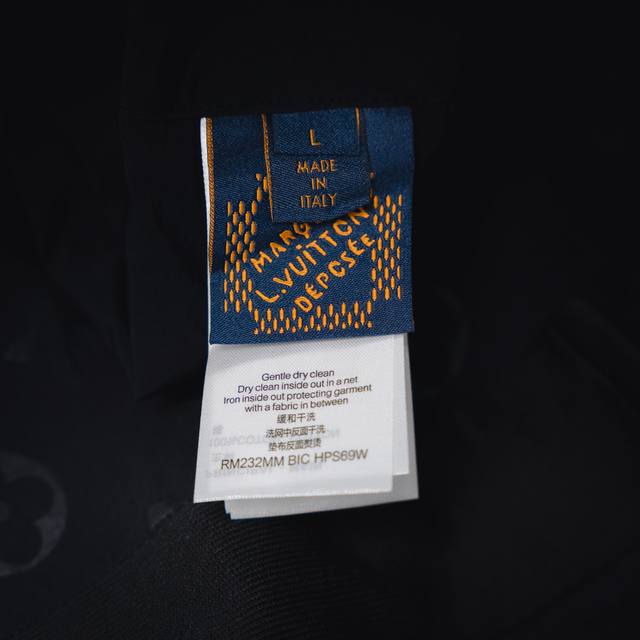 L
MADE
IN
ITALY
MARQUE
L.VUITTON
DÉPOSÉE
Gentle dry clean
Dry clean inside out in a net
Iron inside out protecting garment
with a fabric in between
缓和干洗
洗网中反面干洗
垫布反面熨烫
RM232MM BIC HPS69W